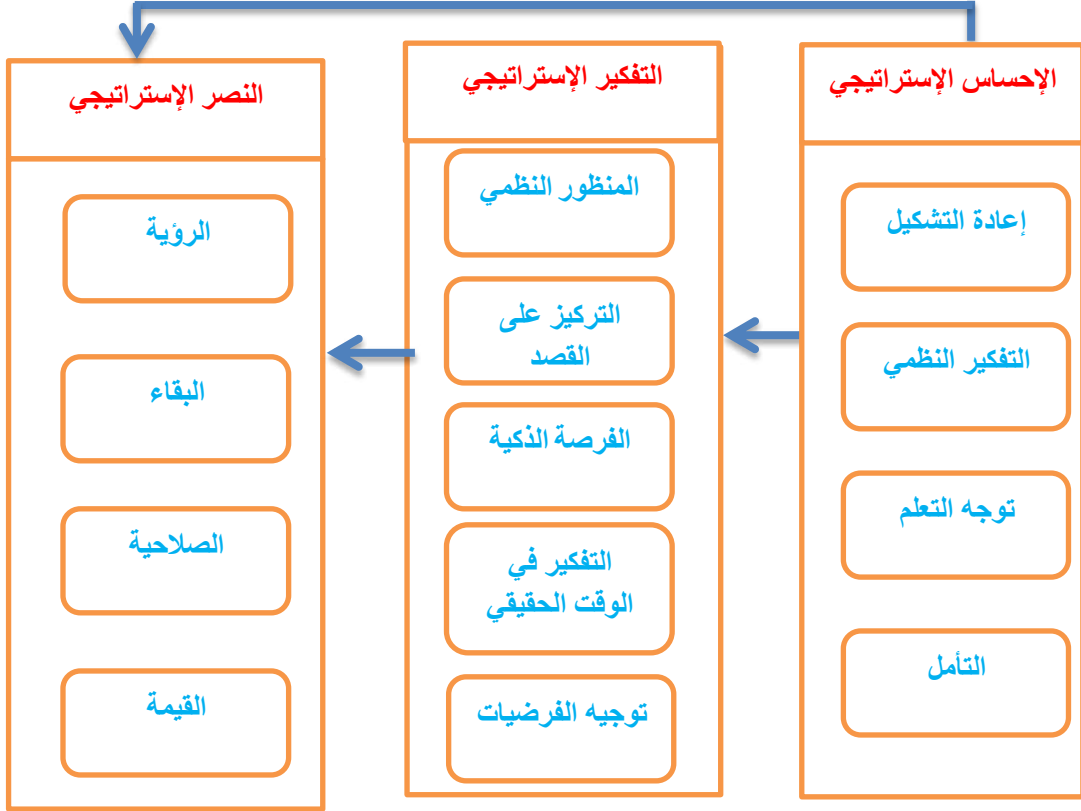 الإحساس الإستراتيجي
إعادة التشكيل
التفكير النظمي
توجه التعلم
التأمل
التفكير الإستراتيجي
المنظور النظمي
التركيز على
القصد
الفرصة الذكية
التفكير في
الوقت الحقيقي
توجيه الفرضيات
النصر الإستراتيجي
الرؤية
البقاء
الصلاحية
القيمة